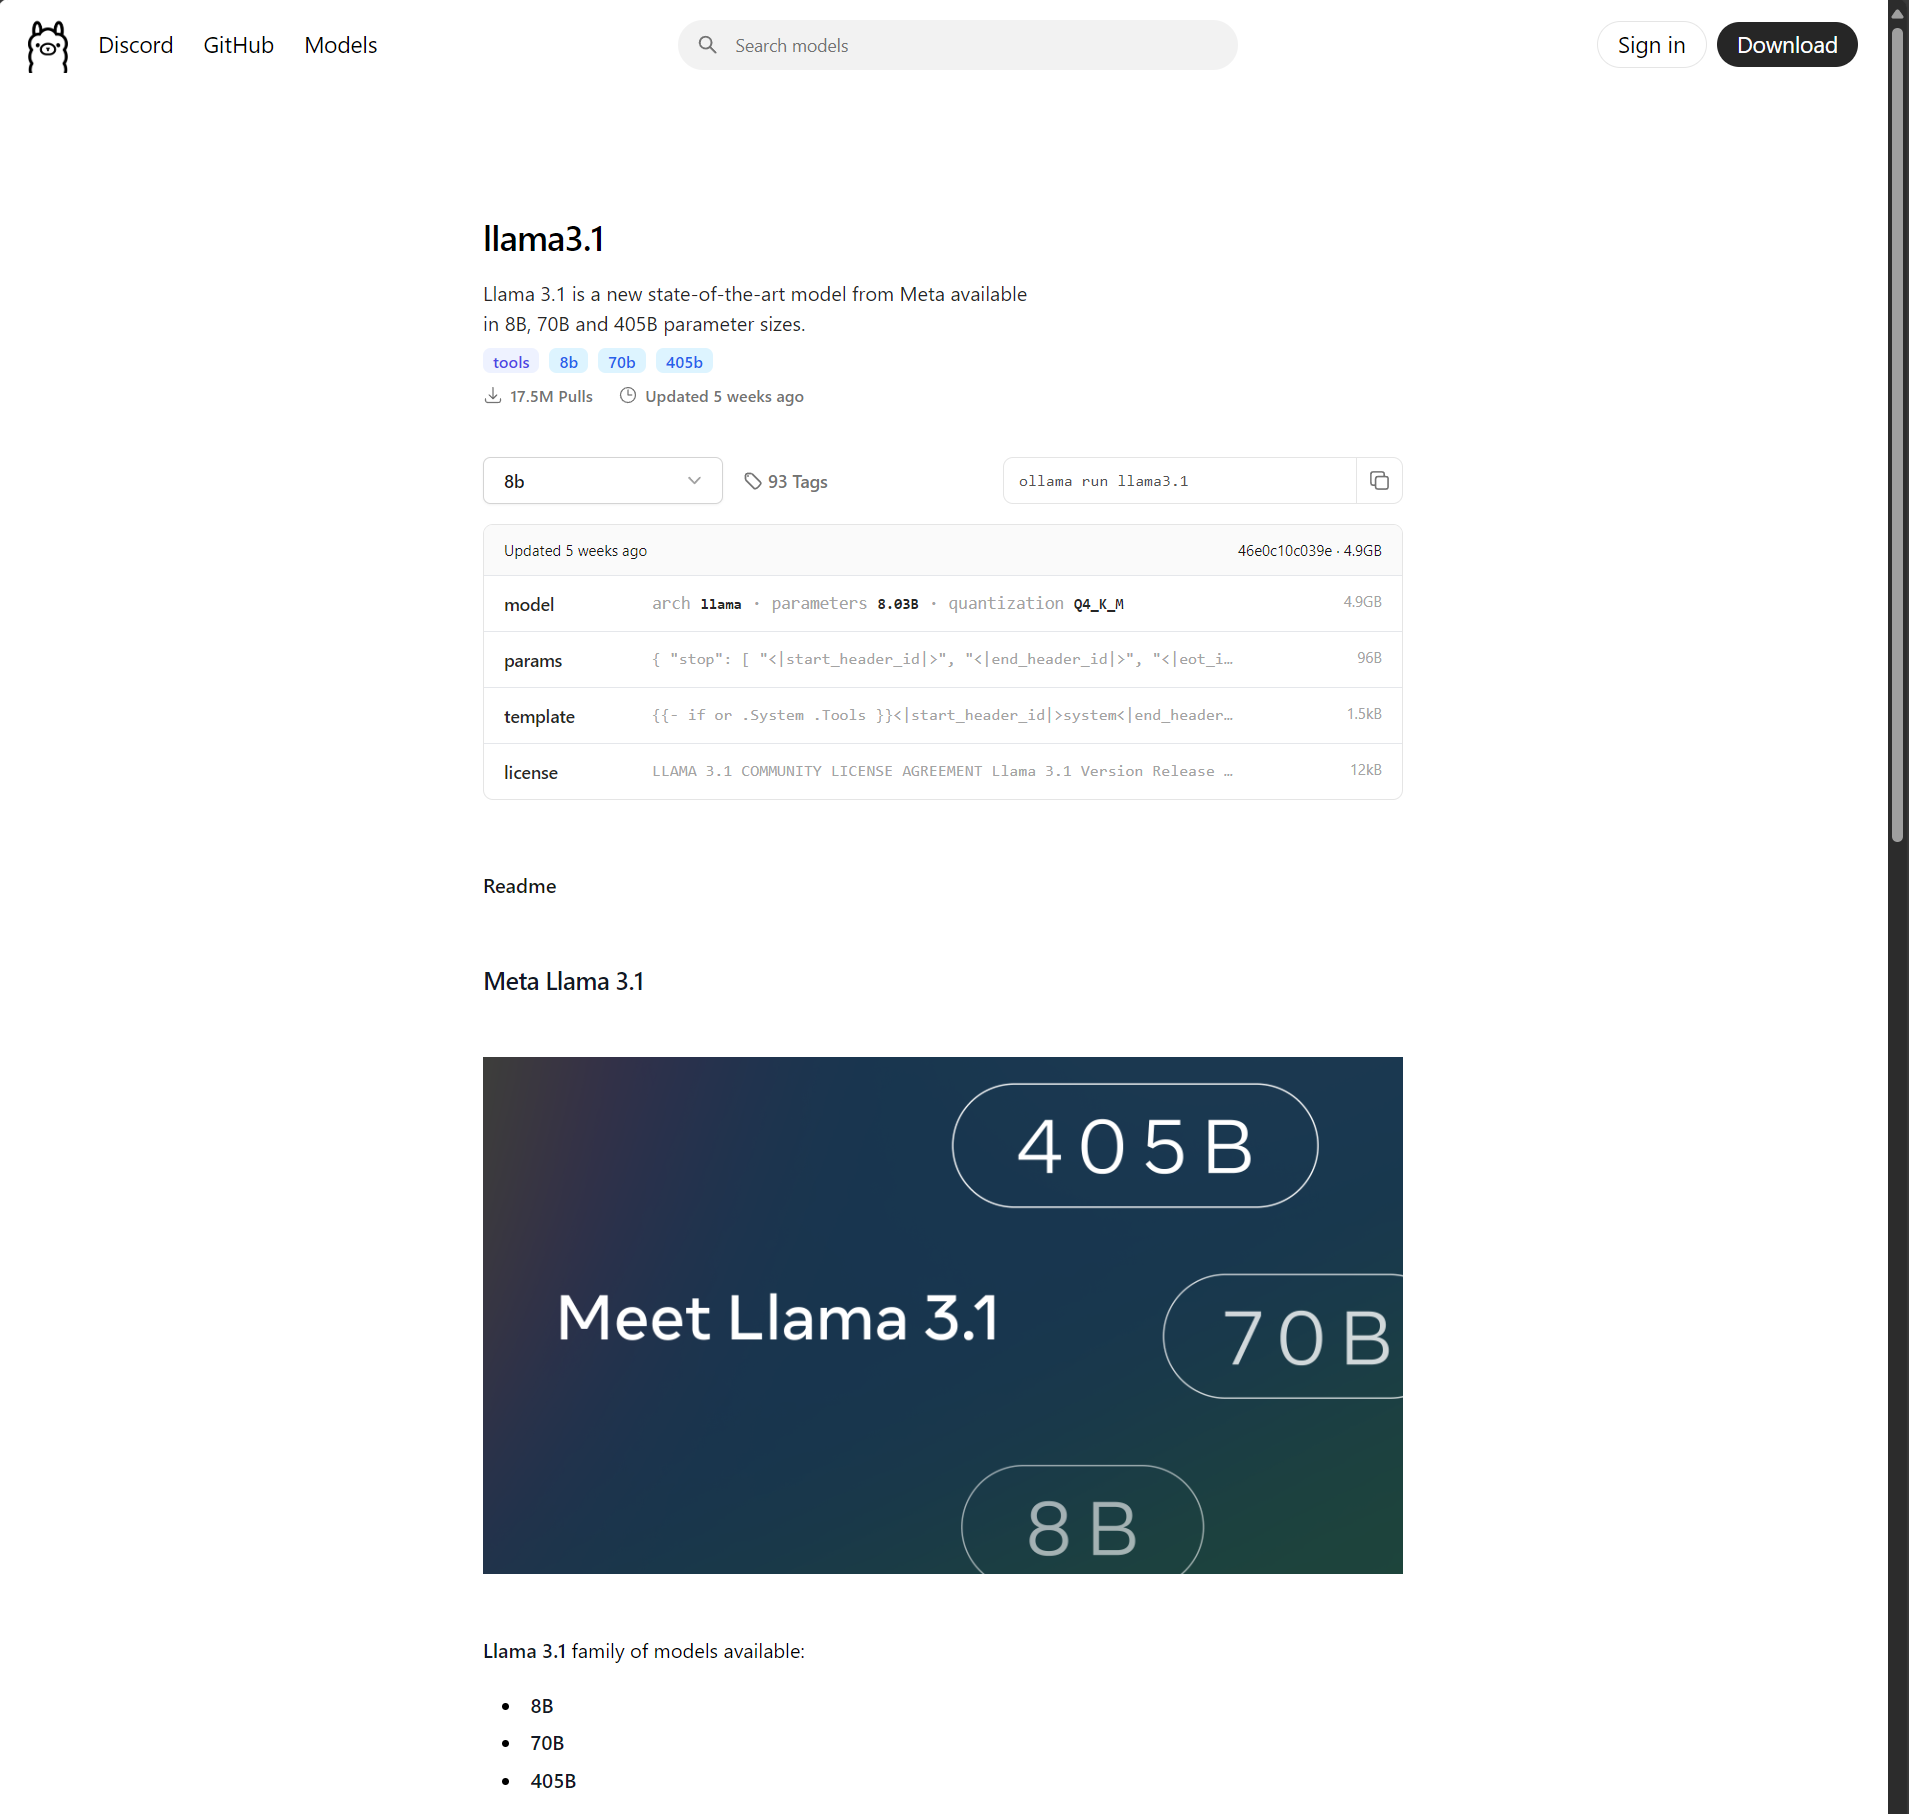 Discord GitHub Models Search models Sign in Download
llama3.1
Llama 3.1 is a new state-of-the-art model from Meta available
in 8B, 70B and 405B parameter sizes.
tools 8b 70b 405b
17.5M Pulls Updated 5 weeks ago
8b 93 Tags ollama run llama3.1
Updated 5 weeks ago 46e0c10c039e · 4.9GB
model arch llama · parameters 8.03B · quantization Q4_K_M 4.9GB
params { "stop": [ "<|start_header_id|>", "<|end_header_id|>", "<|eot_i… 96B
template {{- if or .System .Tools }}<|start_header_id|>system<|end_header… 1.5kB
license LLAMA 3.1 COMMUNITY LICENSE AGREEMENT Llama 3.1 Version Release … 12kB
Readme
Meta Llama 3.1
405B
Meet Llama 3.1
70B
8B
Llama 3.1 family of models available:
• 8B
• 70B
• 405B